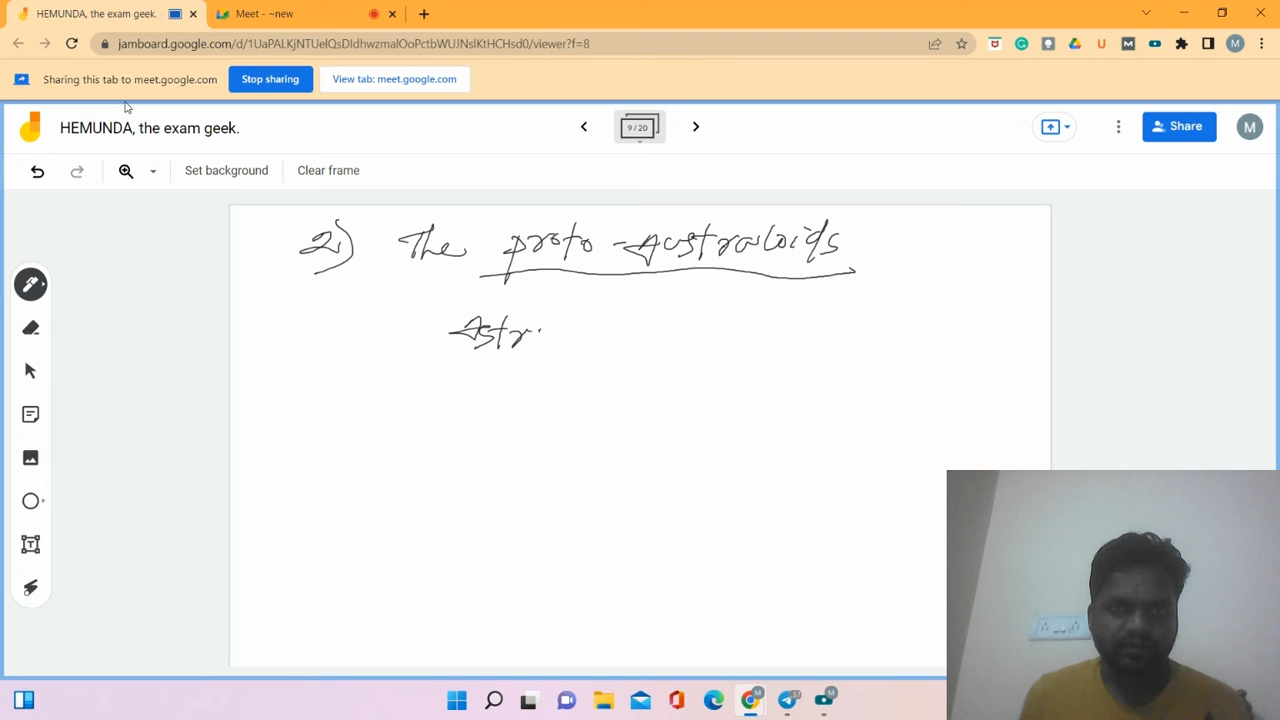 HEMUNDA, the exam geek.
Meet - ~new
jamboard.google.com/d/1UaPALKjNTUelQsDIdhwzmalOoPctbWUJNslKtHCHsd0/viewer?f=8
M
Sharing this tab to meet.google.com
Stop sharing
View tab: meet.google.com
HEMUNDA, the exam geek.
9 / 20
Share
M
Set background
Clear frame
2) The proto - Australoids
Astr.